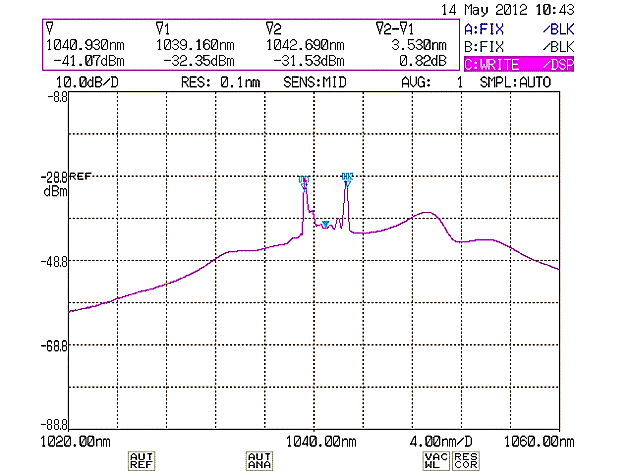 14 May 2012 10:43
∇ ∇1 ∇2 ∇2-∇1
1040.930nm 1039.160nm 1042.690nm 3.530nm
-41.07dBm -32.35dBm -31.53dBm 0.82dB
A:FIX /BLK
B:FIX /BLK
C:WRITE /DSP
10.0dB/D RES: 0.1nm SENS:MID AVG: 1 SMPL:AUTO
-8.8
-28.8 REF
dBm
-48.8
-68.8
-88.8
1020.00nm 1040.00nm 4.00nm/D 1060.00nm
AUT REF
AUT ANA
VAC WL
RES COR